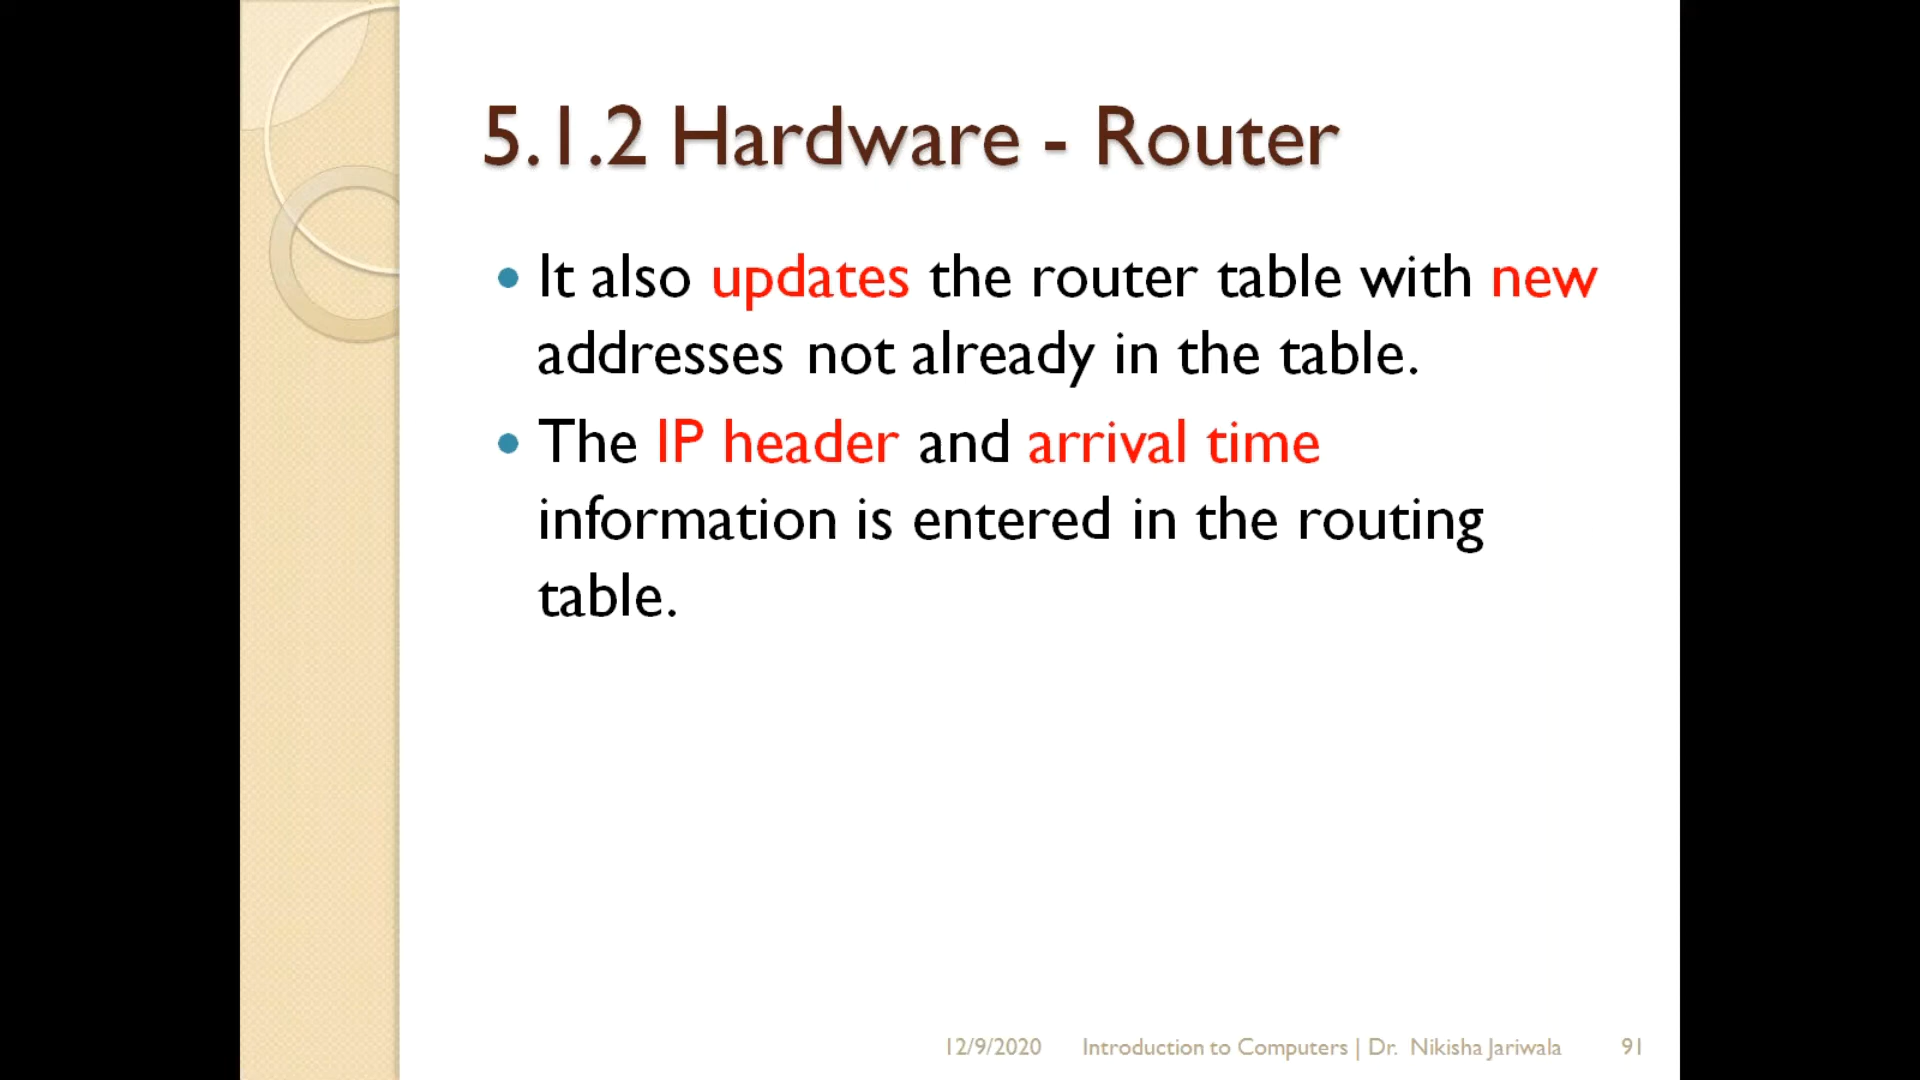 5.1.2 Hardware - Router
• It also updates the router table with new
addresses not already in the table.
• The IP header and arrival time
information is entered in the routing
table.
12/9/2020 Introduction to Computers | Dr. Nikisha Jariwala 91